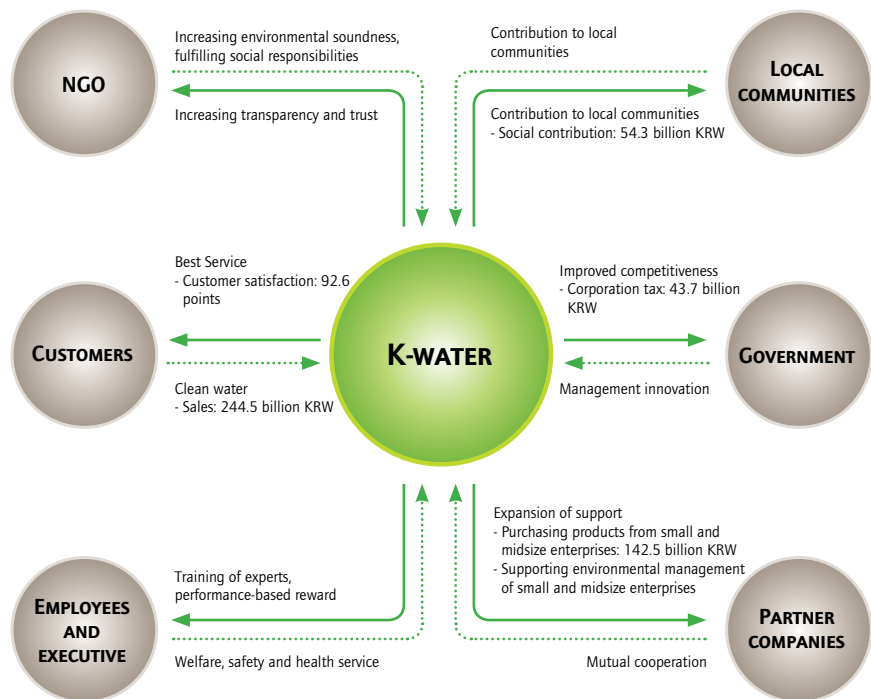 Increasing environmental soundness,
fulfilling social responsibilities
NGO
Increasing transparency and trust
Contribution to local
communities
LOCAL
COMMUNITIES
Contribution to local communities
- Social contribution: 54.3 billion KRW
Best Service
- Customer satisfaction: 92.6
points
CUSTOMERS
Clean water
- Sales: 244.5 billion KRW
K-WATER
Improved competitiveness
- Corporation tax: 43.7 billion
KRW
GOVERNMENT
Management innovation
Training of experts,
performance-based reward
EMPLOYEES
AND
EXECUTIVE
Welfare, safety and health service
Expansion of support
- Purchasing products from small and
midsize enterprises: 142.5 billion KRW
- Supporting environmental management
of small and midsize enterprises
PARTNER
COMPANIES
Mutual cooperation